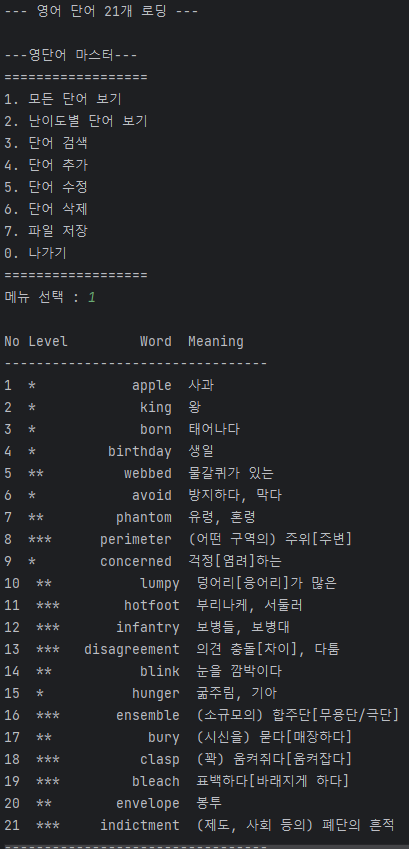 --- 영어 단어 21개 로딩 ---
---영단어 마스터---
==================
1. 모든 단어 보기
2. 난이도별 단어 보기
3. 단어 검색
4. 단어 추가
5. 단어 수정
6. 단어 삭제
7. 파일 저장
0. 나가기
==================
메뉴 선택 : 1
No Level         Word  Meaning
---------------------------------
1  *            apple  사과
2  *             king  왕
3  *             born  태어나다
4  *         birthday  생일
5  **          webbed  물갈퀴가 있는
6  *            avoid  방지하다, 막다
7  **         phantom  유령, 혼령
8  ***      perimeter  (어떤 구역의) 주위[주변]
9  *        concerned  걱정[염려]하는
10  **           lumpy  덩어리[응어리]가 많은
11  ***        hotfoot  부리나케, 서둘러
12  ***       infantry  보병들, 보병대
13  ***   disagreement  의견 충돌[차이], 다툼
14  **           blink  눈을 깜박이다
15  *           hunger  굶주림, 기아
16  ***       ensemble  (소규모의) 합주단[무용단/극단]
17  **            bury  (시신을) 묻다[매장하다]
18  ***          clasp  (꽉) 움켜쥐다[움켜잡다]
19  ***         bleach  표백하다[바래지게 하다]
20  **        envelope  봉투
21  ***     indictment  (제도, 사회 등의) 폐단의 흔적
---------------------------------